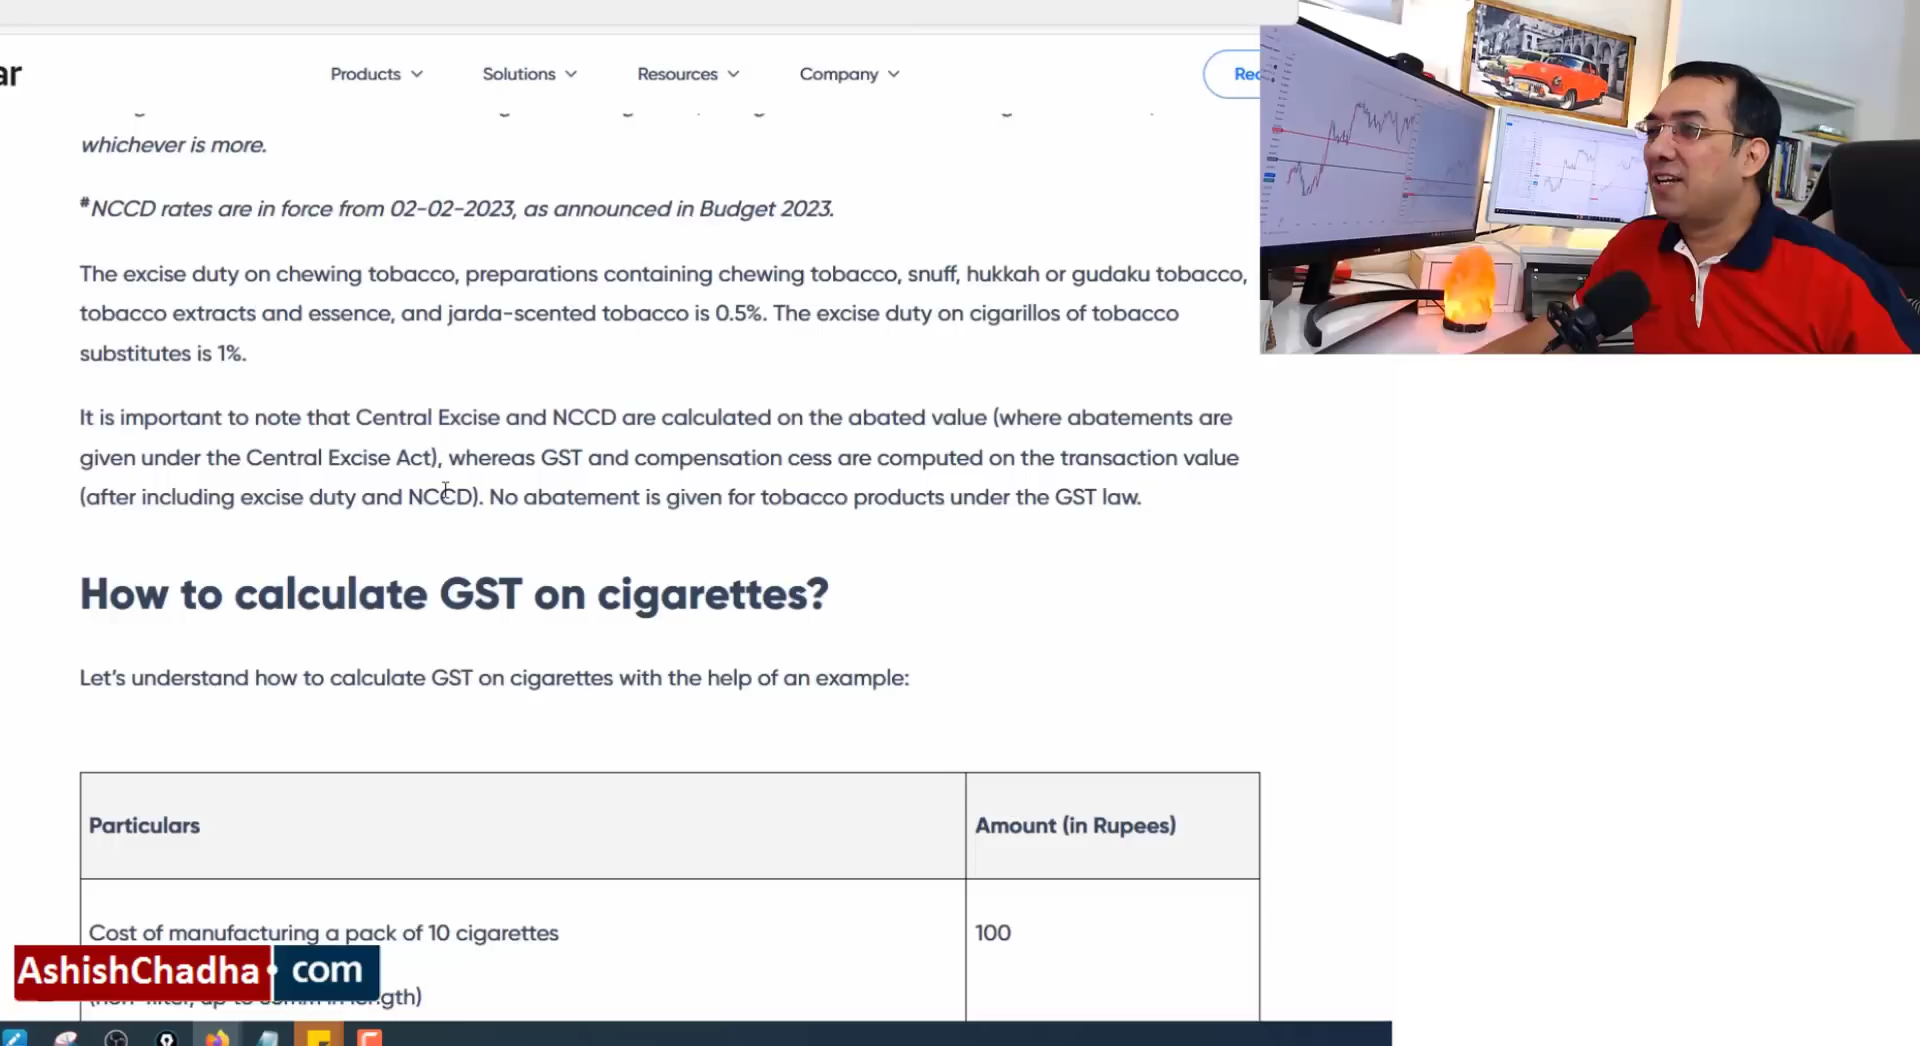 ar
Products
Solutions
Resources
Company
whichever is more.
#NCCD rates are in force from 02-02-2023, as announced in Budget 2023.
The excise duty on chewing tobacco, preparations containing chewing tobacco, snuff, hukkah or gudaku tobacco,
tobacco extracts and essence, and jarda-scented tobacco is 0.5%. The excise duty on cigarillos of tobacco
substitutes is 1%.
It is important to note that Central Excise and NCCD are calculated on the abated value (where abatements are
given under the Central Excise Act), whereas GST and compensation cess are computed on the transaction value
(after including excise duty and NCCD). No abatement is given for tobacco products under the GST law.
How to calculate GST on cigarettes?
Let's understand how to calculate GST on cigarettes with the help of an example:
Particulars
Amount (in Rupees)
Cost of manufacturing a pack of 10 cigarettes
100
AshishChadha.com